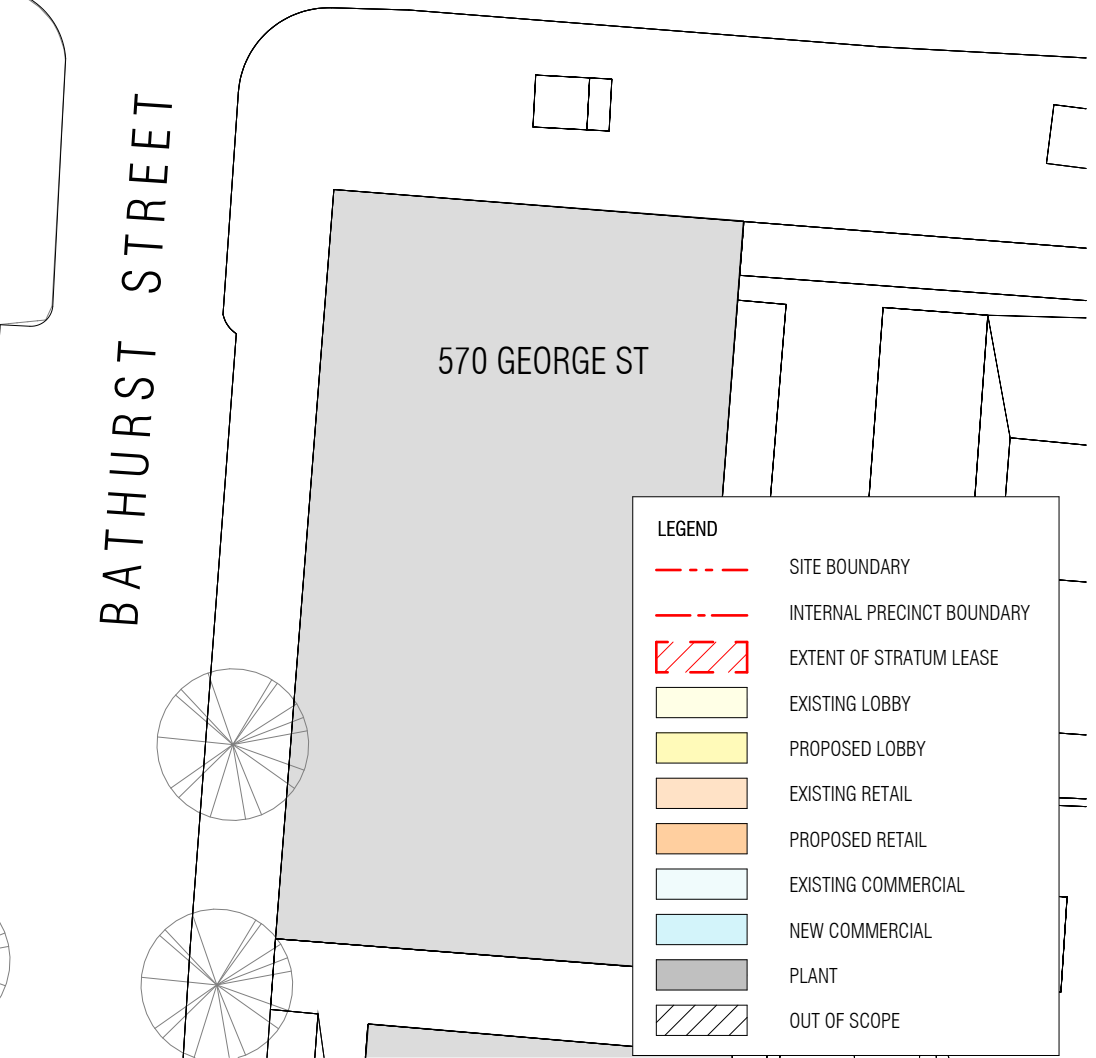 BATHURST STREET
570 GEORGE ST
LEGEND
SITE BOUNDARY
INTERNAL PRECINCT BOUNDARY
EXTENT OF STRATUM LEASE
EXISTING LOBBY
PROPOSED LOBBY
EXISTING RETAIL
PROPOSED RETAIL
EXISTING COMMERCIAL
NEW COMMERCIAL
PLANT
OUT OF SCOPE